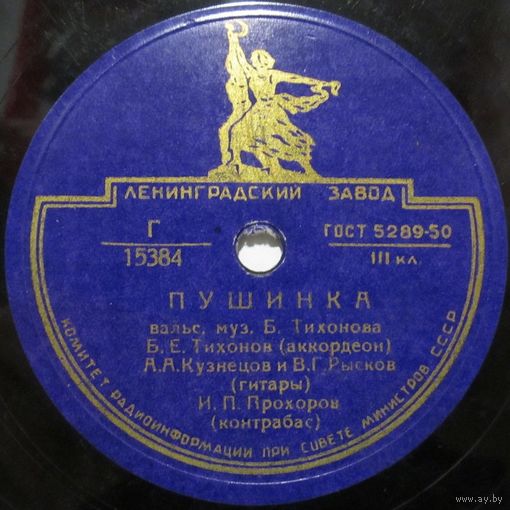 ЛЕНИНГРАДСКИЙ ЗАВОД
Г
15384
ГОСТ 5289-50
III кл.
ПУШИНКА
вальс, муз. Б. Тихонова
Б. Е. Тихонов (аккордеон)
А.А.Кузнецов и В.Г.Рысков
(гитары)
И. П. Прохоров
(контрабас)
КОМИТЕТ РАДИОИНФОРМАЦИИ ПРИ СОВЕТЕ МИНИСТРОВ СССР
www.ay.by